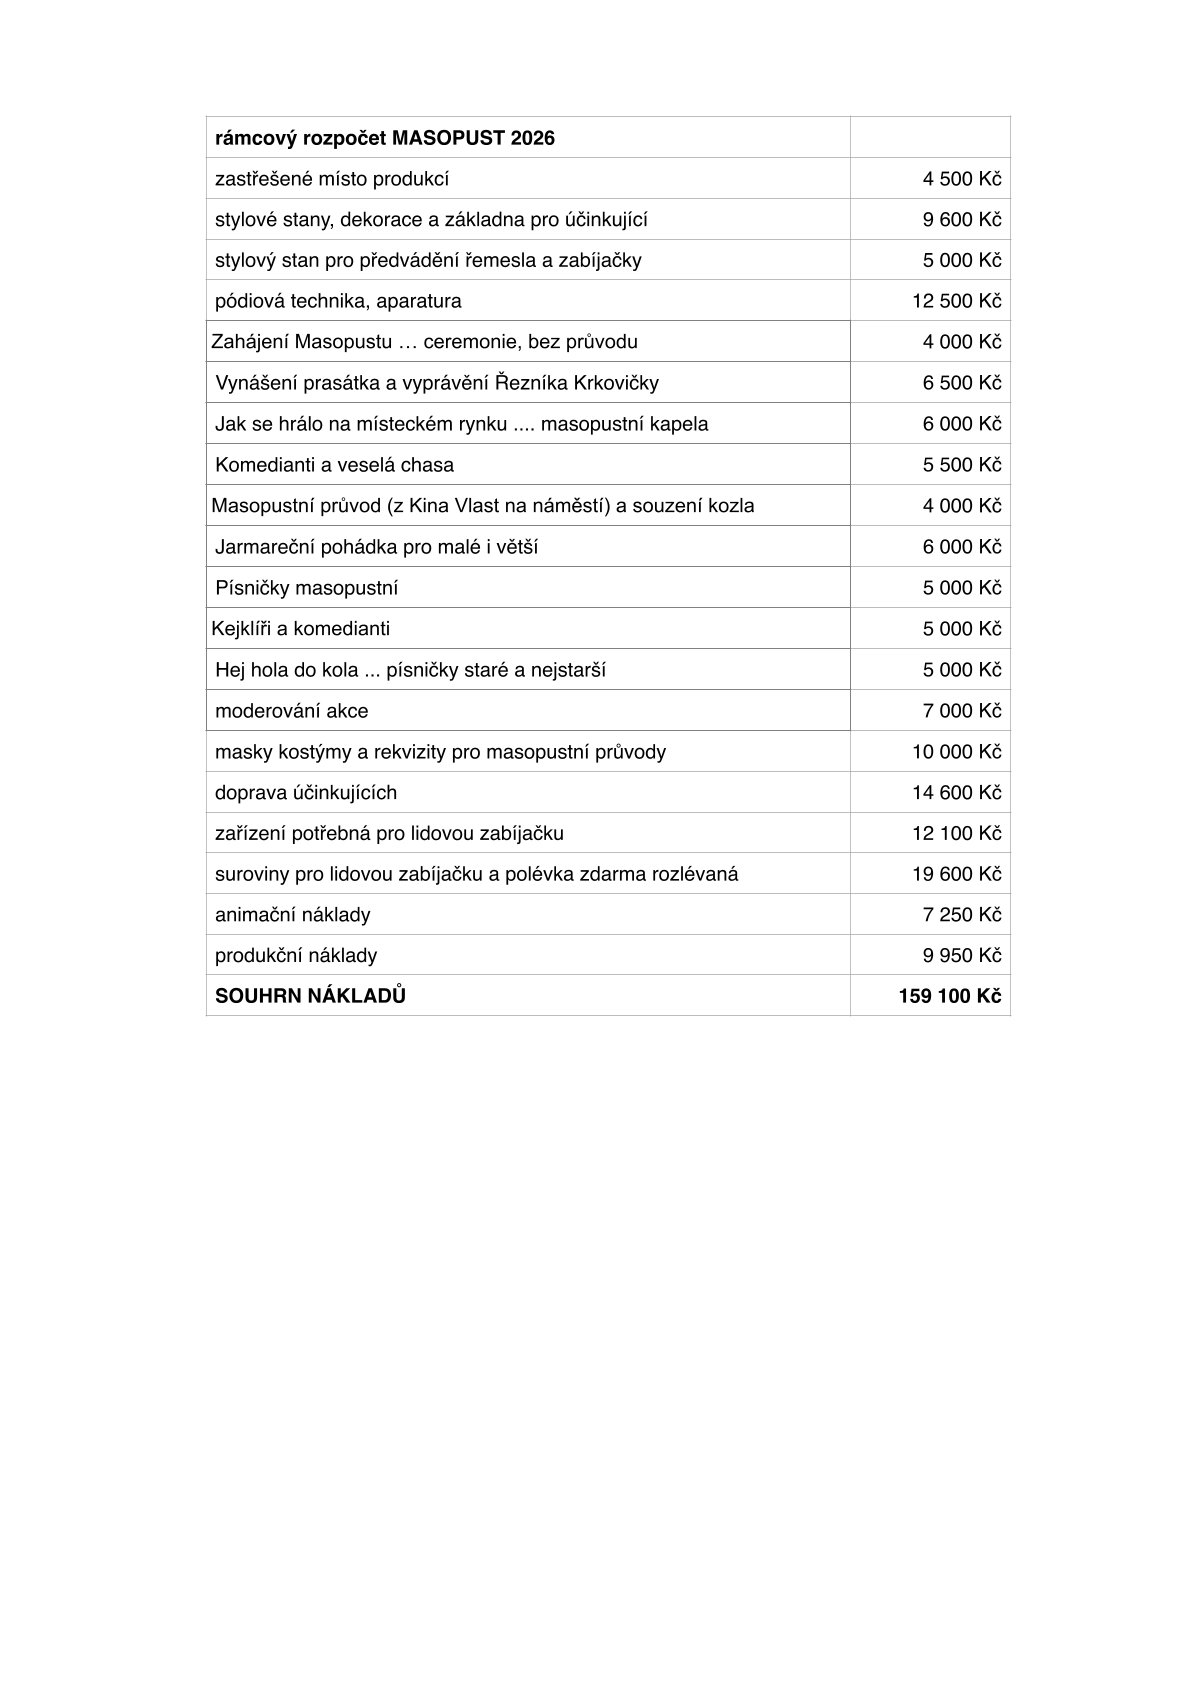 rámcový rozpočet MASOPUST 2026
zastřešené místo produkcí 4 500 Kč
stylové stany, dekorace a základna pro účinkující 9 600 Kč
stylový stan pro předvádění řemesla a zabíjačky 5 000 Kč
pódiová technika, aparatura 12 500 Kč
Zahájení Masopustu … ceremonie, bez průvodu 4 000 Kč
Vynášení prasátka a vyprávění Řezníka Krkovičky 6 500 Kč
Jak se hrálo na místeckém rynku .... masopustní kapela 6 000 Kč
Komedianti a veselá chasa 5 500 Kč
Masopustní průvod (z Kina Vlast na náměstí) a souzení kozla 4 000 Kč
Jarmareční pohádka pro malé i větší 6 000 Kč
Písničky masopustní 5 000 Kč
Kejklíři a komedianti 5 000 Kč
Hej hola do kola ... písničky staré a nejstarší 5 000 Kč
moderování akce 7 000 Kč
masky kostýmy a rekvizity pro masopustní průvody 10 000 Kč
doprava účinkujících 14 600 Kč
zařízení potřebná pro lidovou zabíjačku 12 100 Kč
suroviny pro lidovou zabíjačku a polévka zdarma rozlévaná 19 600 Kč
animační náklady 7 250 Kč
produkční náklady 9 950 Kč
SOUHRN NÁKLADŮ 159 100 Kč